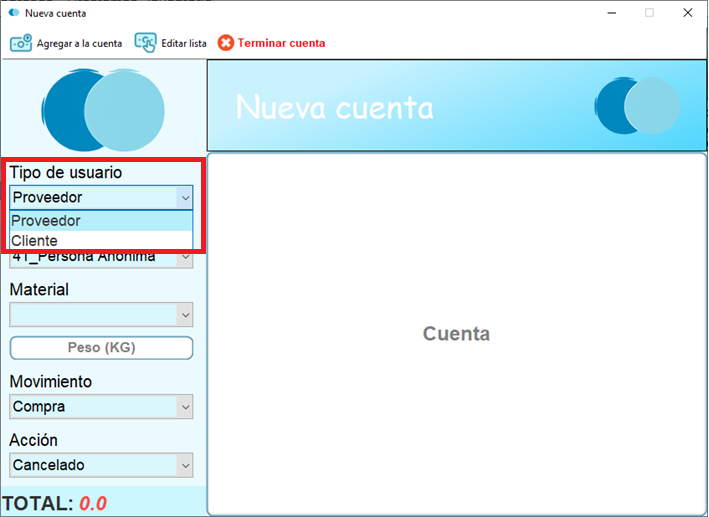 Nueva cuenta
Agregar a la cuenta
Editar lista
Terminar cuenta
Nueva cuenta
Tipo de usuario
Proveedor
Proveedor
Cliente
41_Persona Anonima
Material
Peso (KG)
Movimiento
Compra
Acción
Cancelado
TOTAL: 0.0
Cuenta